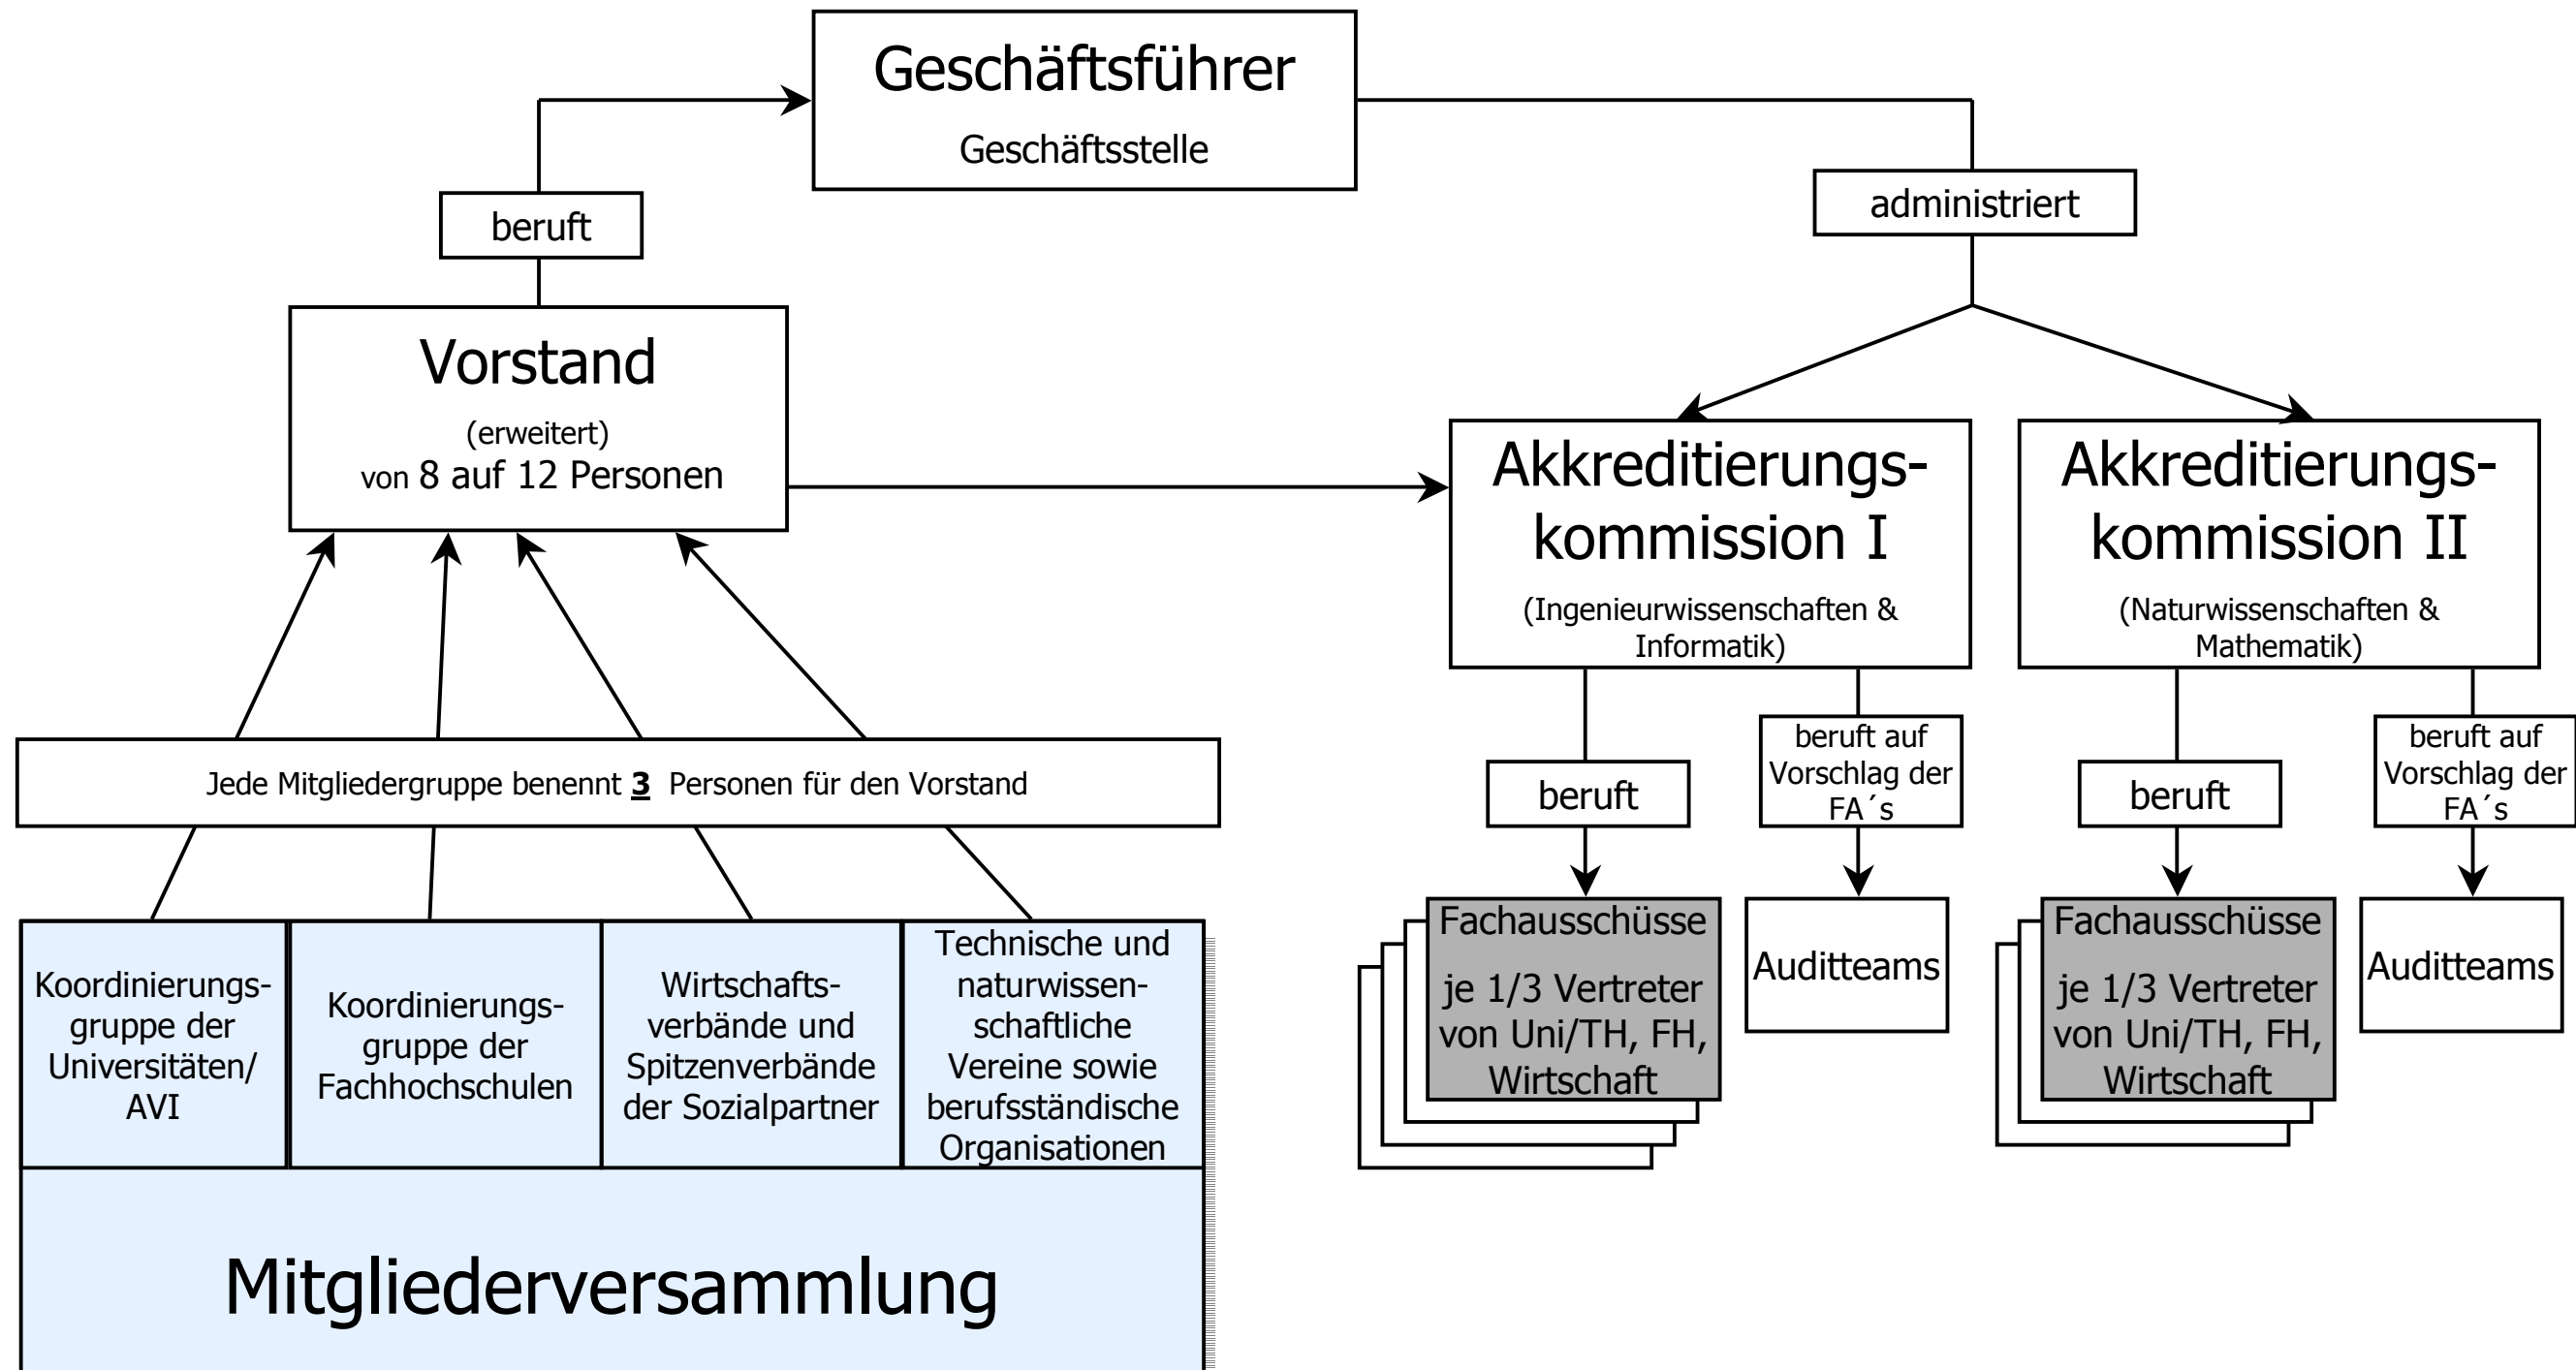 Geschäftsführer
Geschäftsstelle
beruft
administriert
Vorstand
(erweitert)
von 8 auf 12 Personen
Akkreditierungs-
kommission I
(Ingenieurwissenschaften &
Informatik)
Akkreditierungs-
kommission II
(Naturwissenschaften &
Mathematik)
Jede Mitgliedergruppe benennt 3 Personen für den Vorstand
beruft
beruft auf
Vorschlag der
FA´s
beruft
beruft auf
Vorschlag der
FA´s
Koordinierungs-
gruppe der
Universitäten/
AVI
Koordinierungs-
gruppe der
Fachhochschulen
Wirtschafts-
verbände und
Spitzenverbände
der Sozialpartner
Technische und
naturwissen-
schaftliche
Vereine sowie
berufsständische
Organisationen
Fachausschüsse
je 1/3 Vertreter
von Uni/TH, FH,
Wirtschaft
Auditteams
Fachausschüsse
je 1/3 Vertreter
von Uni/TH, FH,
Wirtschaft
Auditteams
Mitgliederversammlung